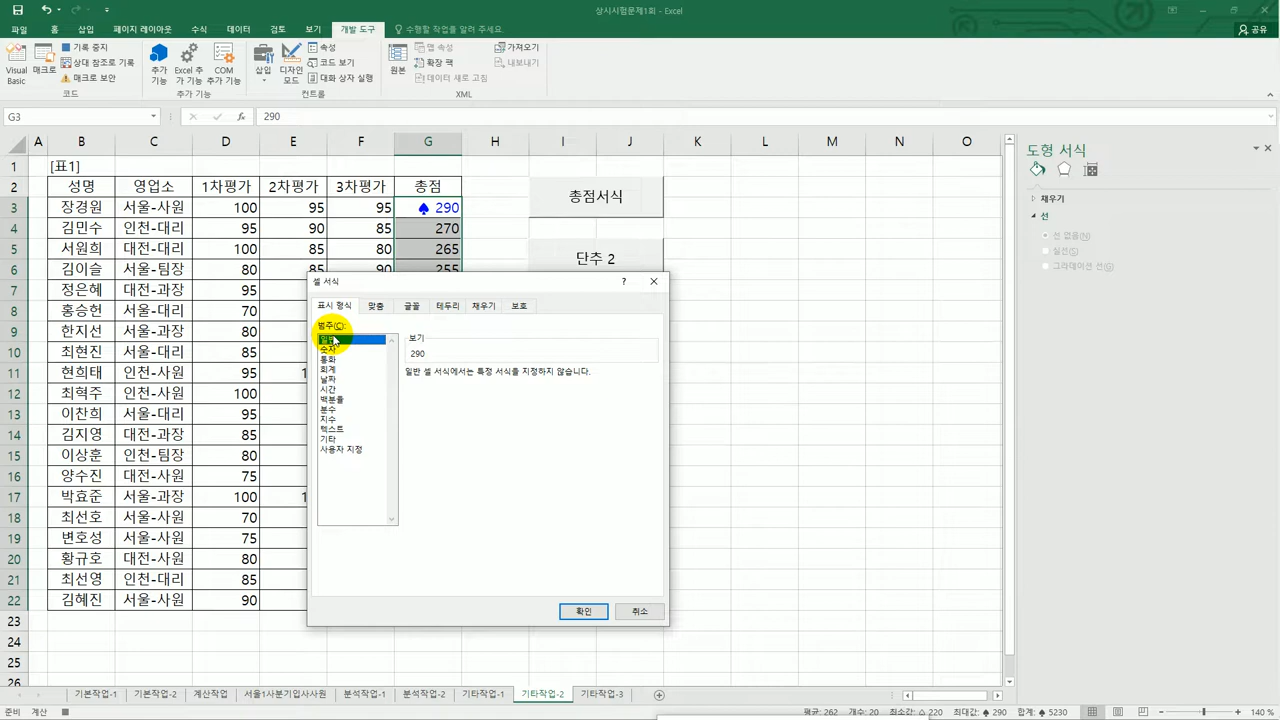 상시시험문제1회 - Excel
파일 홈 삽입 페이지 레이아웃 수식 데이터 검토 보기 개발 도구 수행할 작업을 알려 주세요. 공유
Visual Basic
매크로
기록 중지
상대 참조로 기록
매크로 보안
코드
추가 기능
Excel 추가 기능
COM 추가 기능
추가 기능
삽입
디자인 모드
속성
코드 보기
대화 상자 실행
컨트롤
원본
맵 속성
확장 팩
데이터 새로 고침
가져오기
내보내기
XML
G3 fx 290
A B C D E F G H I J K L M N O
1 [표1]
2 성명 영업소 1차평가 2차평가 3차평가 총점
3 장경원 서울-사원 100 95 95 ♠ 290
4 김민수 인천-대리 95 90 85 270
5 서원희 대전-대리 95 85 80 265
6 김이슬 서울-팀장 80 85 90 255
7 정은혜 대전-과장 80
8 홍승헌 서울-대리 70
9 한지선 서울-과장 80
10 최현진 서울-대리 85
11 현희태 인천-사원 95 1
12 최혁주 인천-사원 100
13 이찬희 서울-대리 95
14 김지영 대전-과장 85
15 이상훈 인천-팀장 80
16 양수진 대전-사원 75
17 박효준 서울-과장 100 1
18 최선호 서울-사원 70
19 변호성 서울-사원 75
20 황규호 대전-사원 80
21 최선영 인천-대리 85
22 김혜진 서울-사원 90
23
24
25
26
총점서식
단추 2
셀 서식 ?
표시 형식 맞춤 글꼴 테두리 채우기 보호
범주(C):
일반
숫자
통화
회계
날짜
시간
백분율
분수
지수
텍스트
기타
사용자 지정
보기
290
일반 셀 서식에서는 특정 서식을 지정하지 않습니다.
확인 취소
도형 서식
채우기
선
선 없음(N)
실선(S)
그라데이션 선(G)
기본작업-1 기본작업-2 계산작업 서울1사분기입사사원 분석작업-1 분석작업-2 기타작업-1 기타작업-2 기타작업-3
준비 계산 평균: 262 개수: 20 최소값: △ 220 최대값: ♠ 290 합계: ♠ 5230 140 %